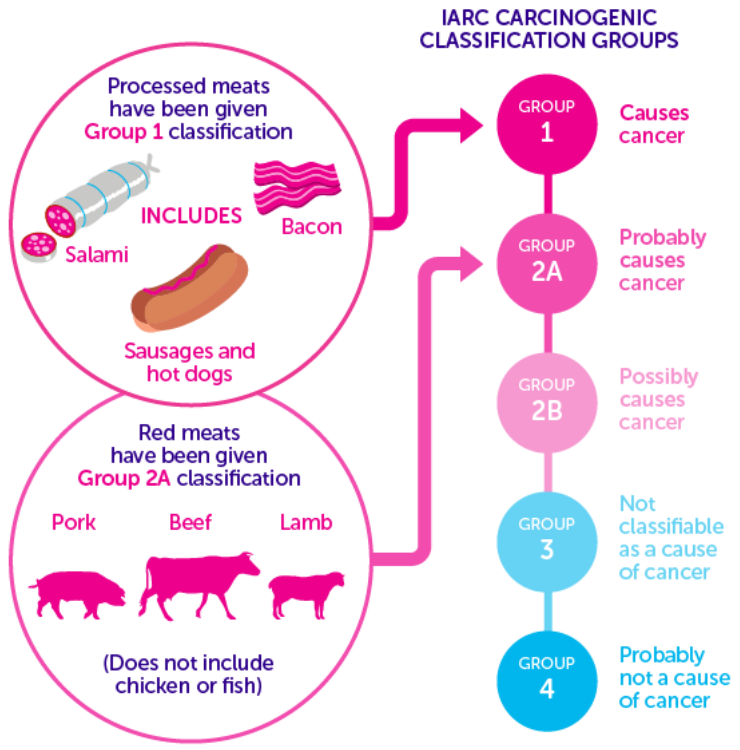 IARC CARCINOGENIC
CLASSIFICATION GROUPS
Processed meats
have been given
Group 1 classification
INCLUDES
Salami
Bacon
Sausages and
hot dogs
Red meats
have been given
Group 2A classification
Pork
Beef
Lamb
(Does not include
chicken or fish)
GROUP
1
Causes
cancer
GROUP
2A
Probably
causes
cancer
GROUP
2B
Possibly
causes
cancer
GROUP
3
Not
classifiable
as a cause
of cancer
GROUP
4
Probably
not a cause
of cancer